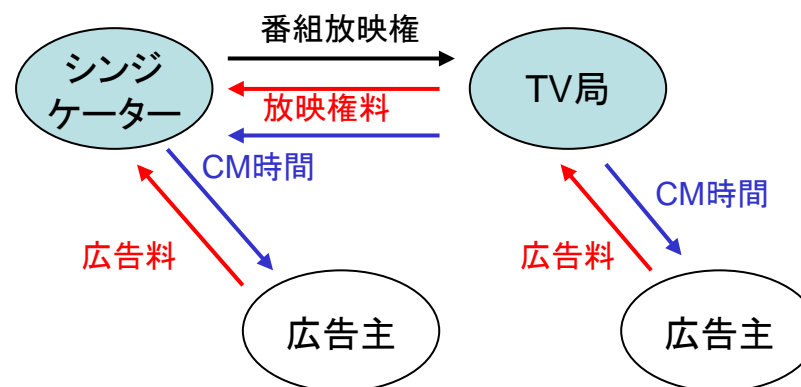 番組放映権
シンジ
ケーター
TV局
放映権料
CM時間
CM時間
広告料
広告料
広告主
広告主